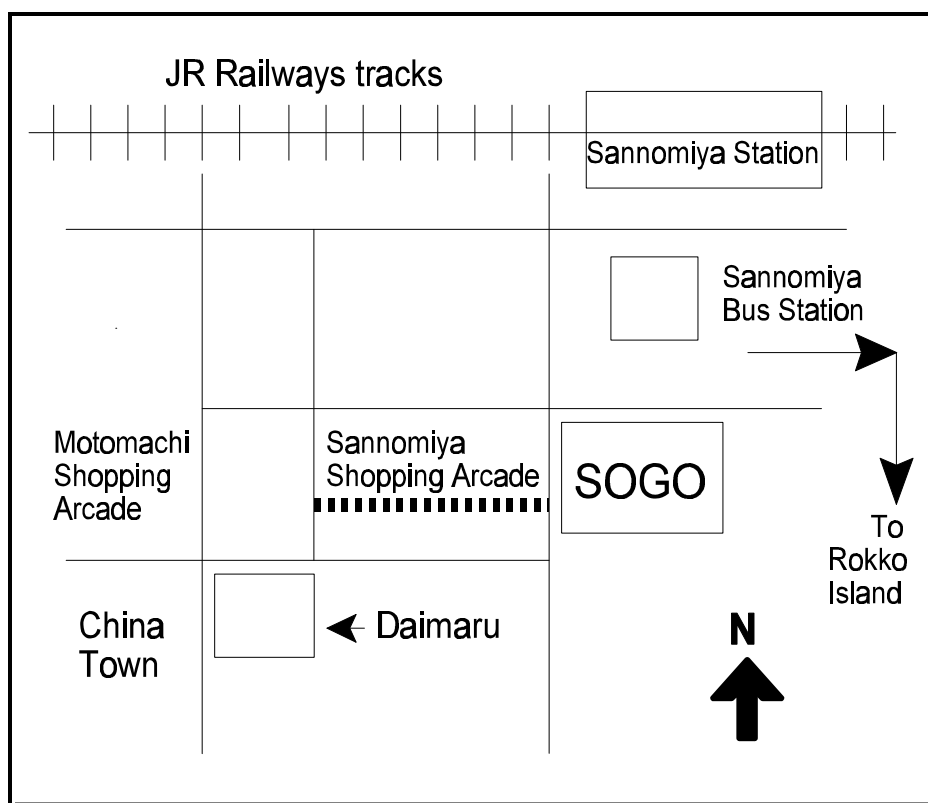 JR Railways tracks
Sannomiya Station
Sannomiya
Bus Station
Motomachi
Shopping
Arcade
Sannomiya
Shopping Arcade
SOGO
To
Rokko
Island
China
Town
Daimaru
N